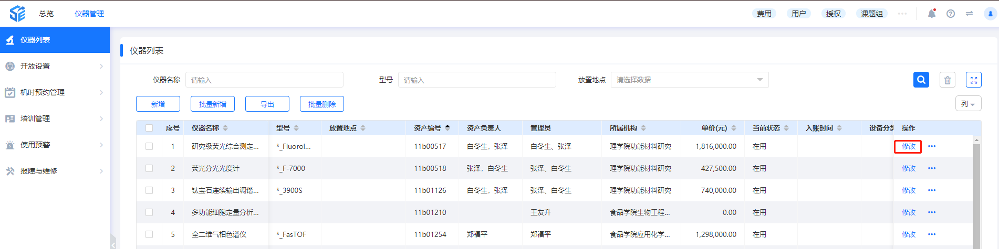 总览 仪器管理 费用 用户 授权 课题组
仪器列表
开放设置
机时预约管理
培训管理
使用预警
报障与维修
仪器列表
仪器名称 请输入 型号 请输入 放置地点 请选择数据
新增 批量新增 导出 批量删除 列
序号 仪器名称 型号 放置地点 资产编号 资产负责人 管理员 所属机构 单价(元) 当前状态 入账时间 设备分类 操作
1 研究级荧光综合测定... *_Fluorol... 11b00517 白冬生，张泽 白冬生、张泽 理学院功能材料研究 1,816,000.00 在用 修改 •••
2 荧光分光光度计 *_F-7000 11b00518 张泽，白冬生 张泽、白冬生 理学院功能材料研究 427,500.00 在用 修改 •••
3 钛宝石连续输出调谐... *_3900S 11b01126 白冬生，张泽 张泽、白冬生 理学院功能材料研究 740,000.00 在用 修改 •••
4 多功能细胞定量分析... 11b01210 王友升 食品学院生物工程... 0.00 在用 修改 •••
5 全二维气相色谱仪 *_FasTOF 11b01254 郑福平 郑福平 食品学院应用化学... 1,298,000.00 在用 修改 •••